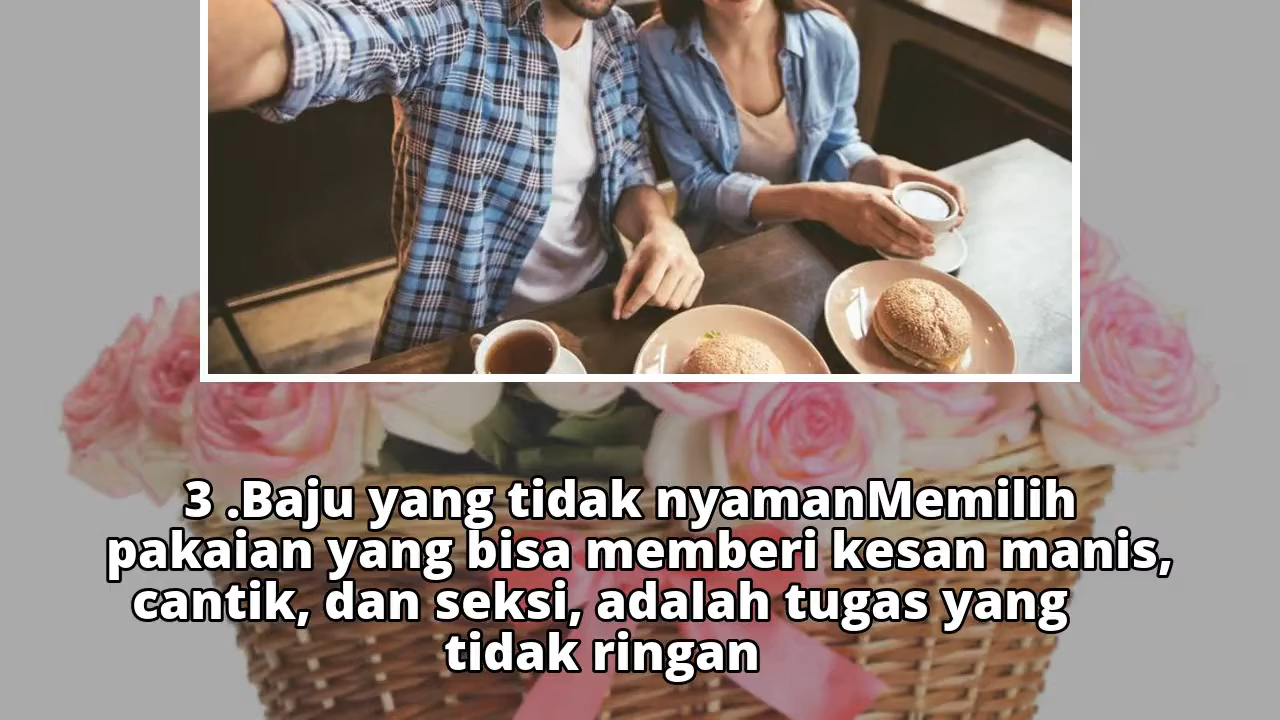 3 .Baju yang tidak nyamanMemilih
pakaian yang bisa memberi kesan manis,
cantik, dan seksi, adalah tugas yang
tidak ringan